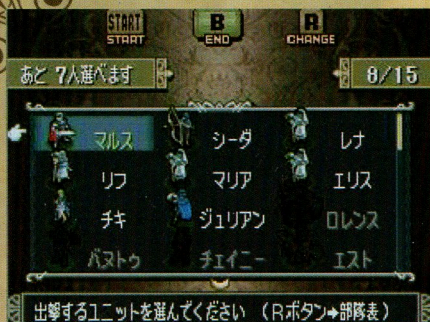 START B R
START END CHANGE
あと 7人選べます 8/15
マルス シーダ レナ
リフ マリア エリス
チキ ジュリアン ロレンス
バヌトゥ チェイニー エスト
出撃するユニットを選んでください (Rボタン➔部隊表)